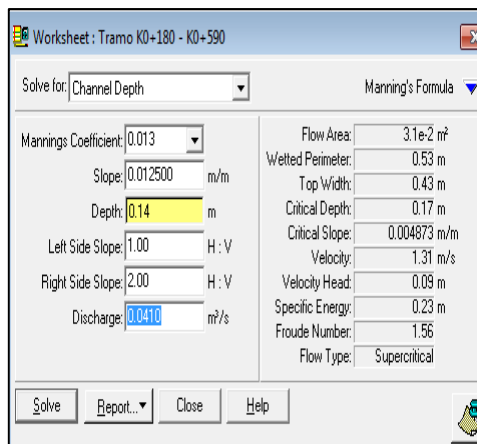 Worksheet : Tramo K0+180 - K0+590
Solve for: Channel Depth
Manning's Formula
Mannings Coefficient: 0.013
Slope: 0.012500 m/m
Depth: 0.14 m
Left Side Slope: 1.00 H : V
Right Side Slope: 2.00 H : V
Discharge: 0.0410 m³/s
Flow Area: 3.1e-2 m²
Wetted Perimeter: 0.53 m
Top Width: 0.43 m
Critical Depth: 0.17 m
Critical Slope: 0.004873 m/m
Velocity: 1.31 m/s
Velocity Head: 0.09 m
Specific Energy: 0.23 m
Froude Number: 1.56
Flow Type: Supercritical
Solve Report... Close Help